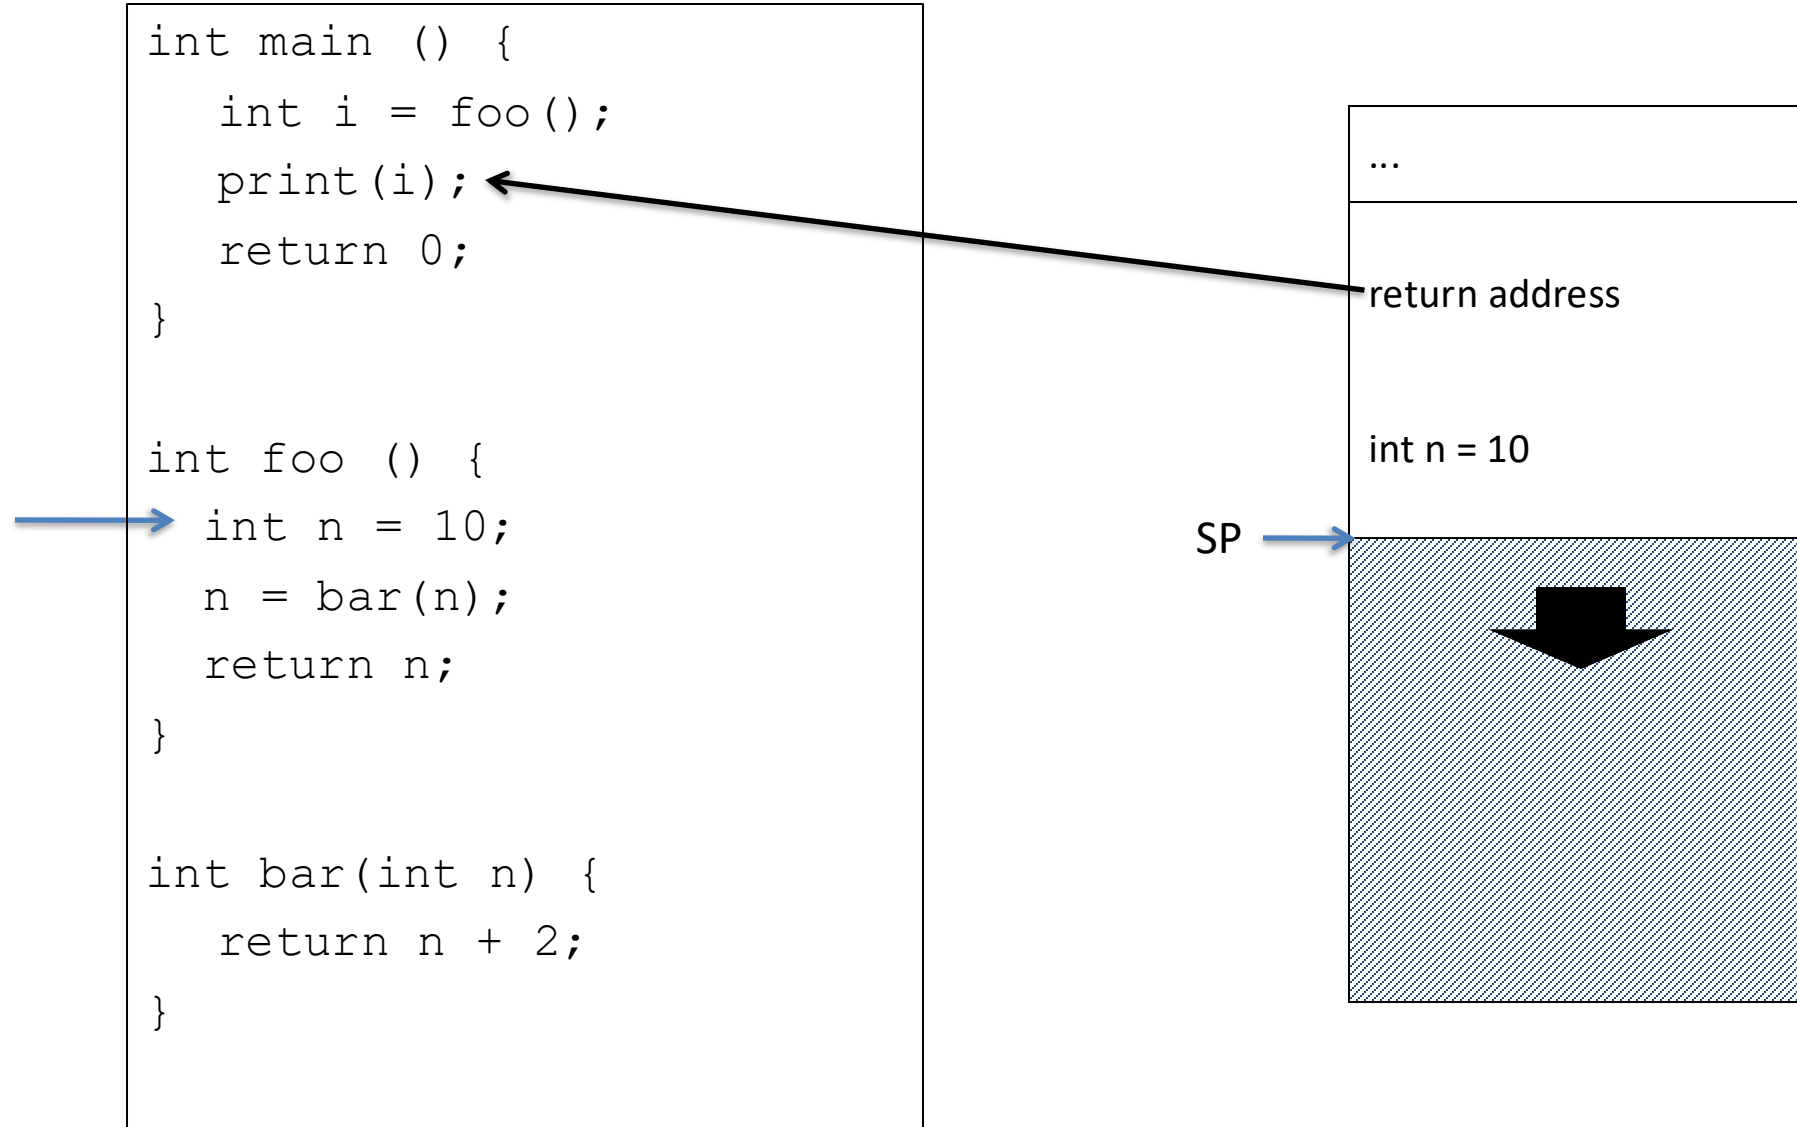 int main () {
int i = foo();
print(i);
return 0;
}
int foo () {
int n = 10;
n = bar(n);
return n;
}
int bar(int n) {
return n + 2;
}
...
return address
int n = 10
SP